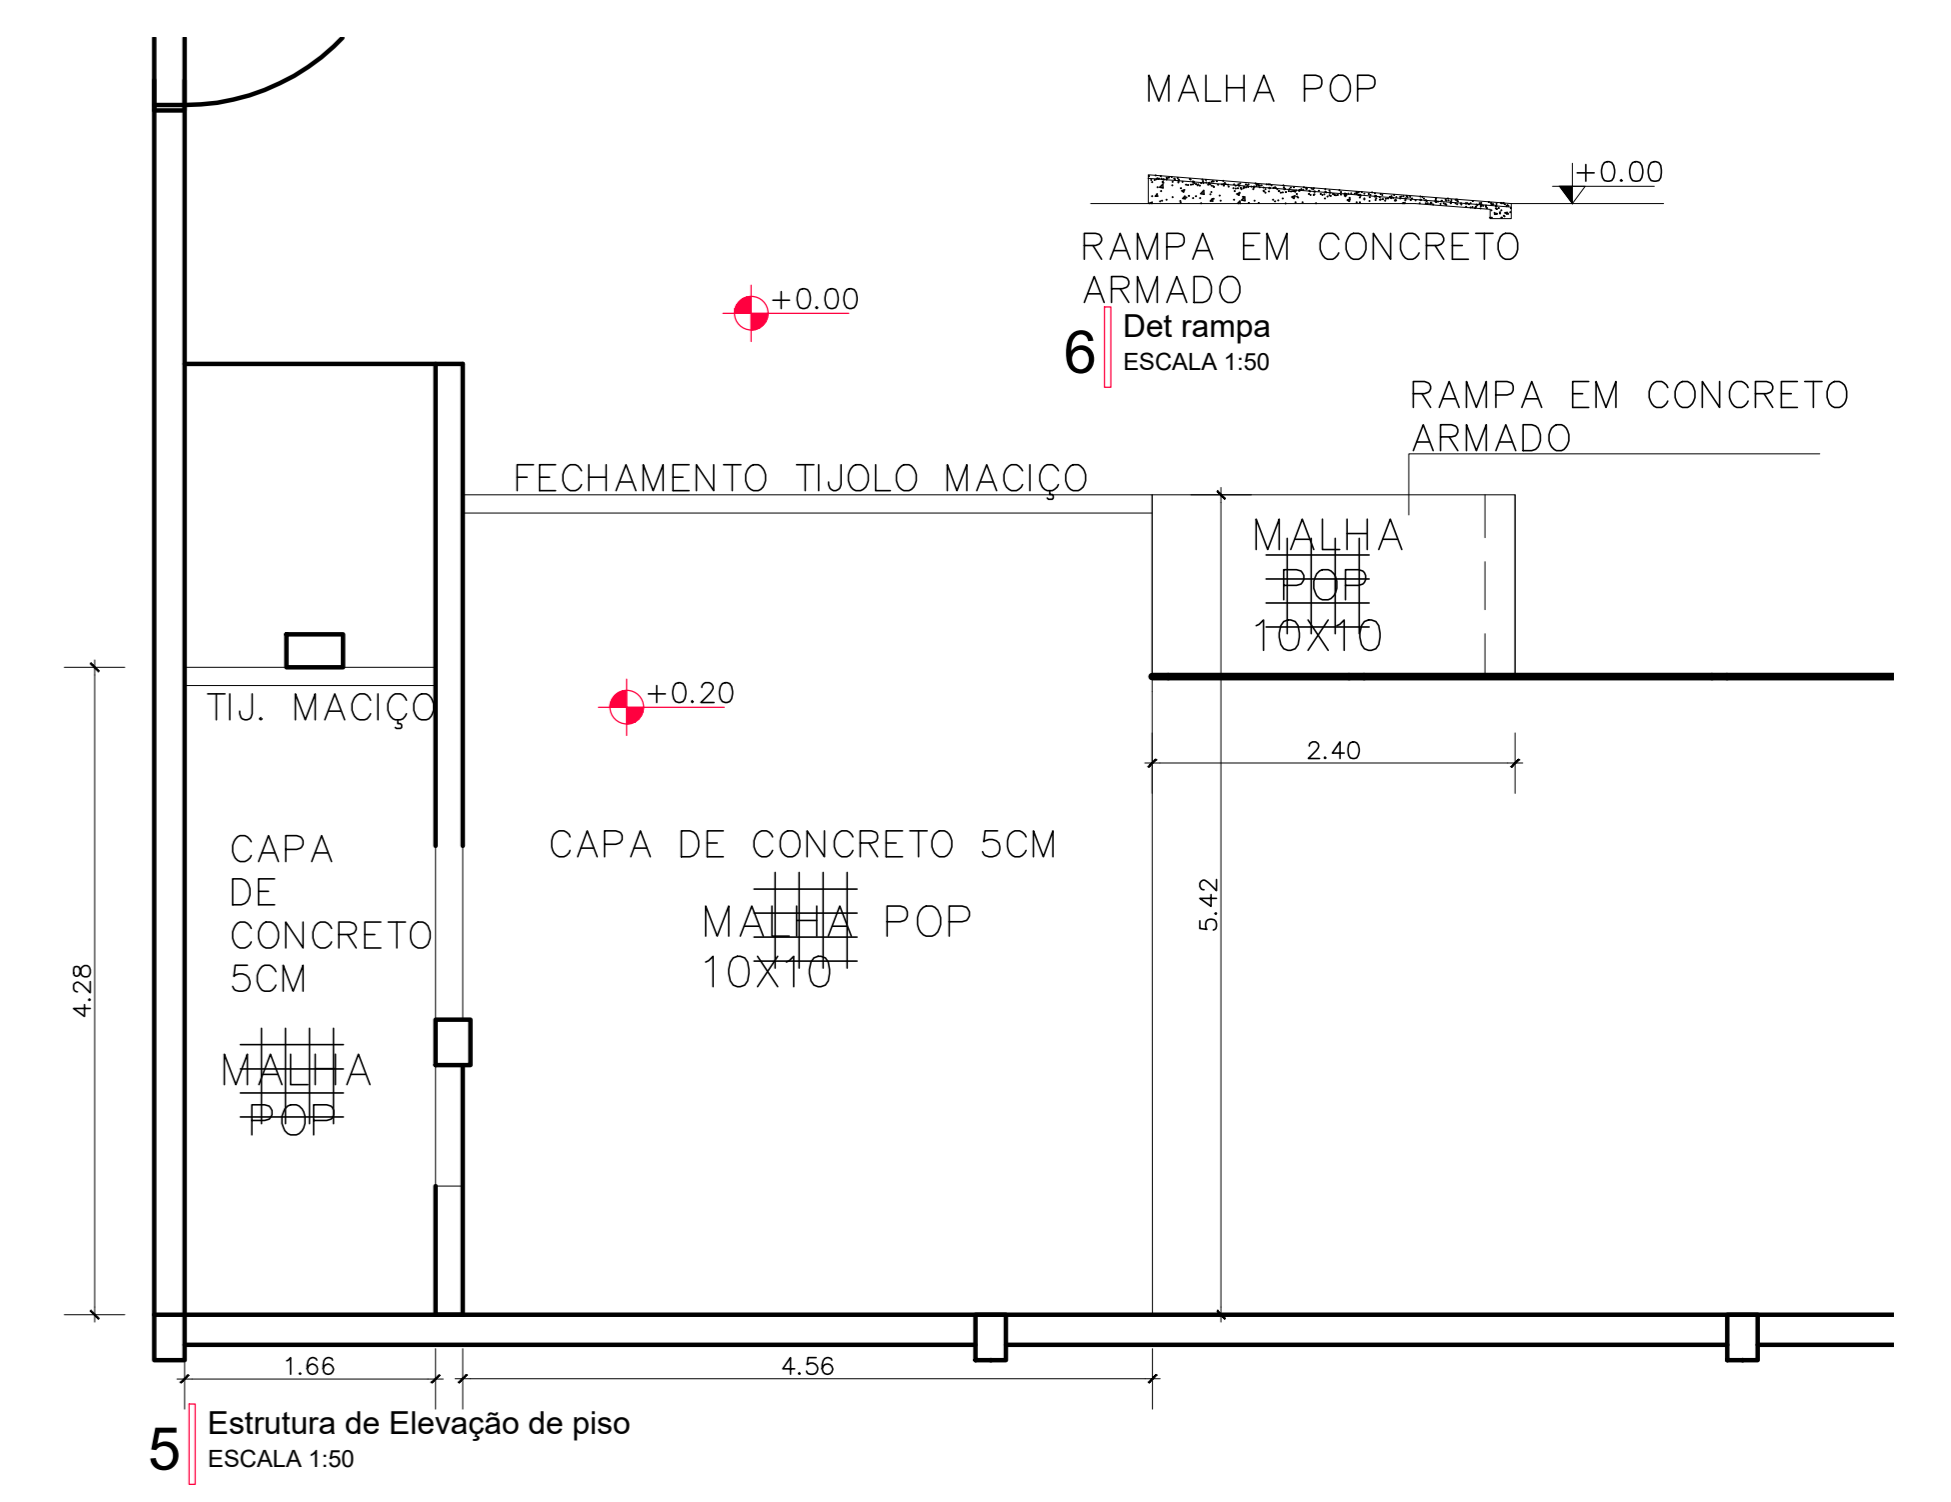 MALHA POP
+0.00
RAMPA EM CONCRETO
ARMADO
6
Det rampa
ESCALA 1:50
+0.00
RAMPA EM CONCRETO
ARMADO
FECHAMENTO TIJOLO MACIÇO
MALHA
POP
10X10
TIJ. MACIÇO
+0.20
2.40
CAPA
DE
CONCRETO
5CM
CAPA DE CONCRETO 5CM
MALHA POP
10X10
5.42
4.28
MALHA
POP
1.66
4.56
5
Estrutura de Elevação de piso
ESCALA 1:50